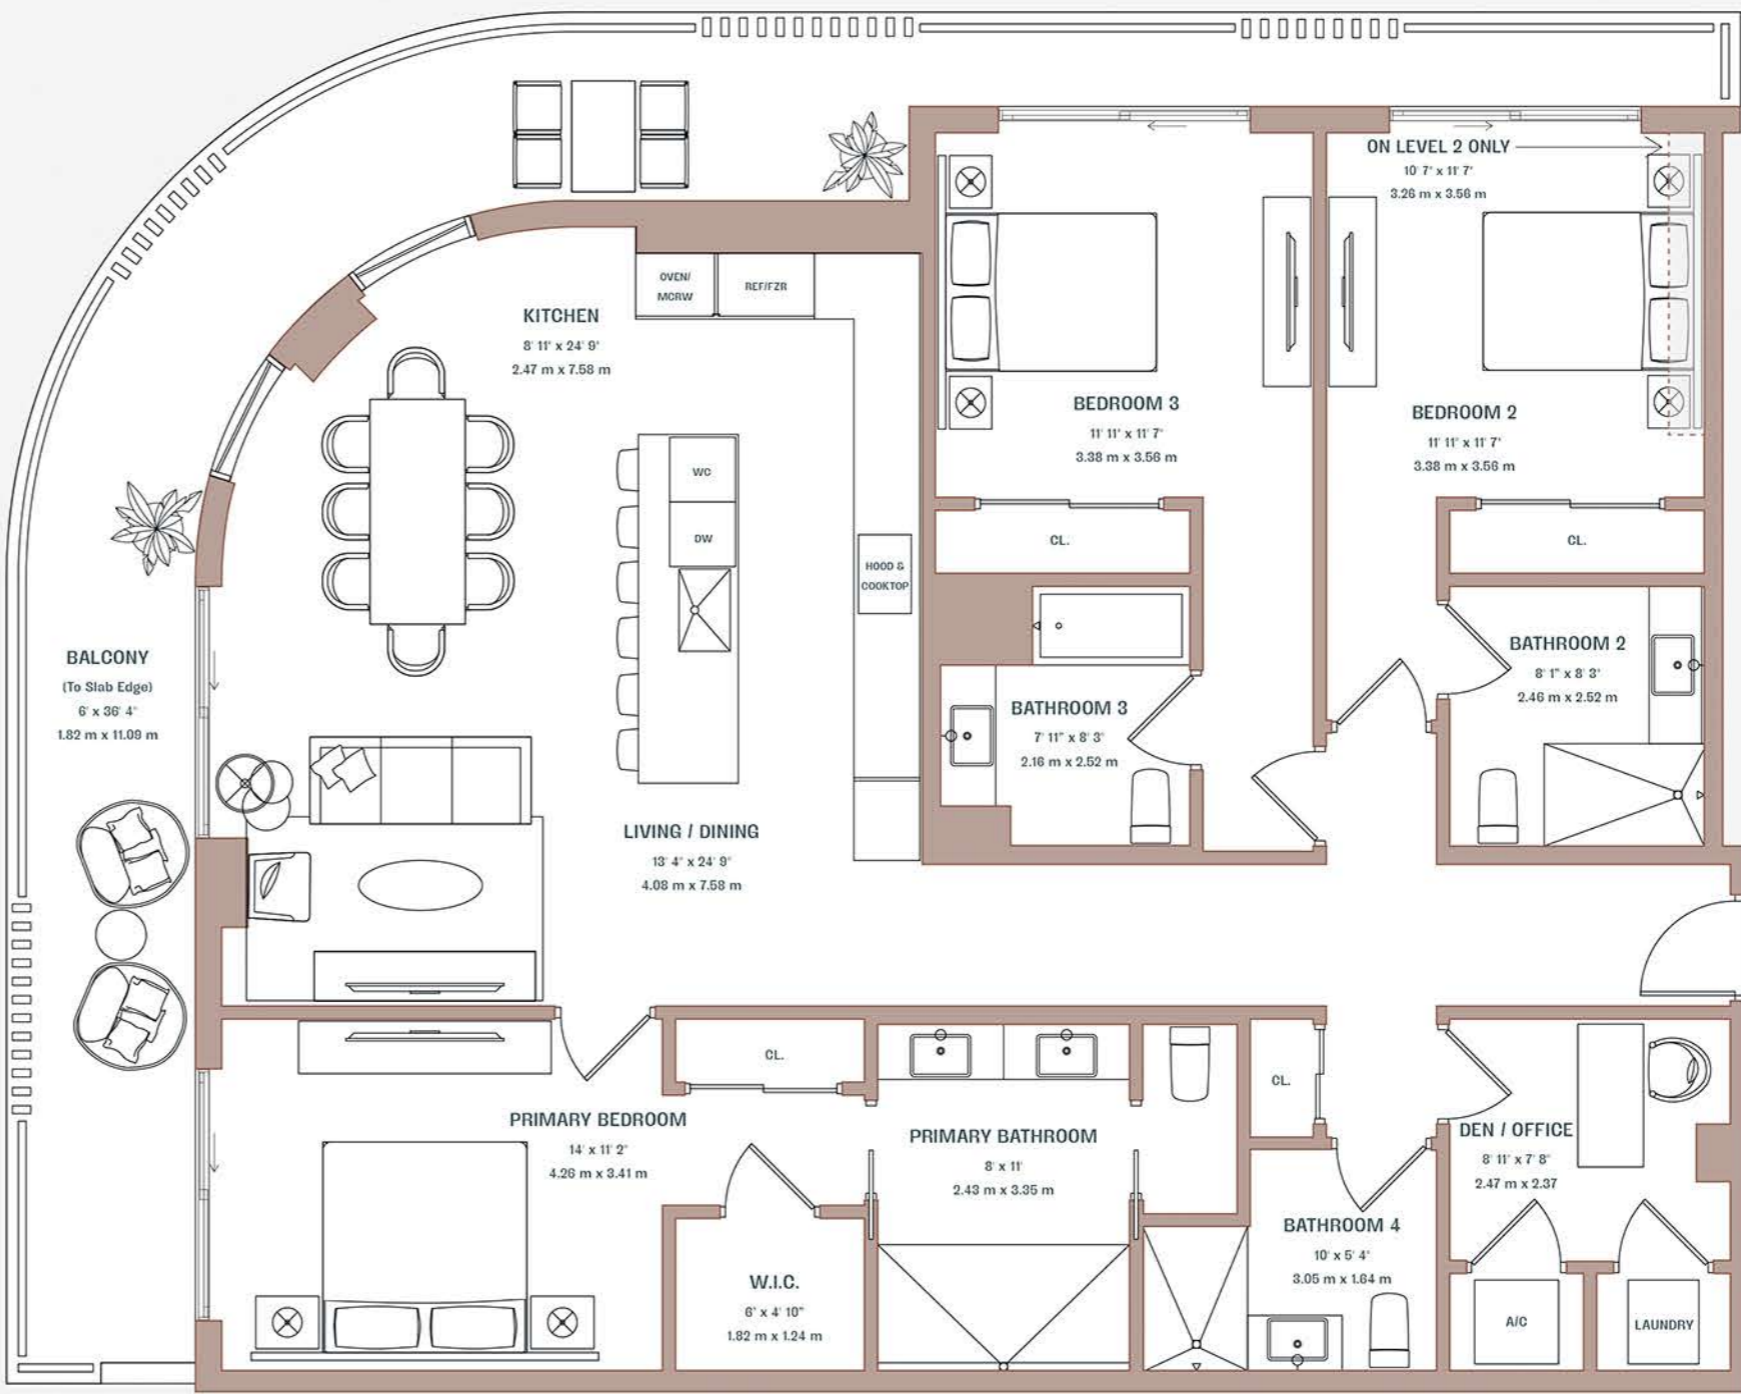 ON LEVEL 2 ONLY
10' 7" x 11' 7"
3.26 m x 3.56 m
OVEN/
MCRW
REF/FZR
KITCHEN
8' 11" x 24' 9"
2.47 m x 7.58 m
BEDROOM 3
11' 11" x 11' 7"
3.38 m x 3.56 m
BEDROOM 2
11' 11" x 11' 7"
3.38 m x 3.56 m
WC
DW
HOOD &
COOKTOP
CL.
CL.
BALCONY
(To Slab Edge)
6' x 36' 4"
1.82 m x 11.09 m
BATHROOM 3
7' 11" x 8' 3"
2.16 m x 2.52 m
BATHROOM 2
8' 1" x 8' 3"
2.46 m x 2.52 m
LIVING / DINING
13' 4" x 24' 9"
4.08 m x 7.58 m
CL.
CL.
PRIMARY BEDROOM
14' x 11' 2"
4.26 m x 3.41 m
PRIMARY BATHROOM
8' x 11'
2.43 m x 3.35 m
DEN / OFFICE
8' 11" x 7' 8"
2.47 m x 2.37
W.I.C.
6' x 4' 10"
1.82 m x 1.24 m
BATHROOM 4
10' x 5' 4"
3.05 m x 1.64 m
A/C
LAUNDRY